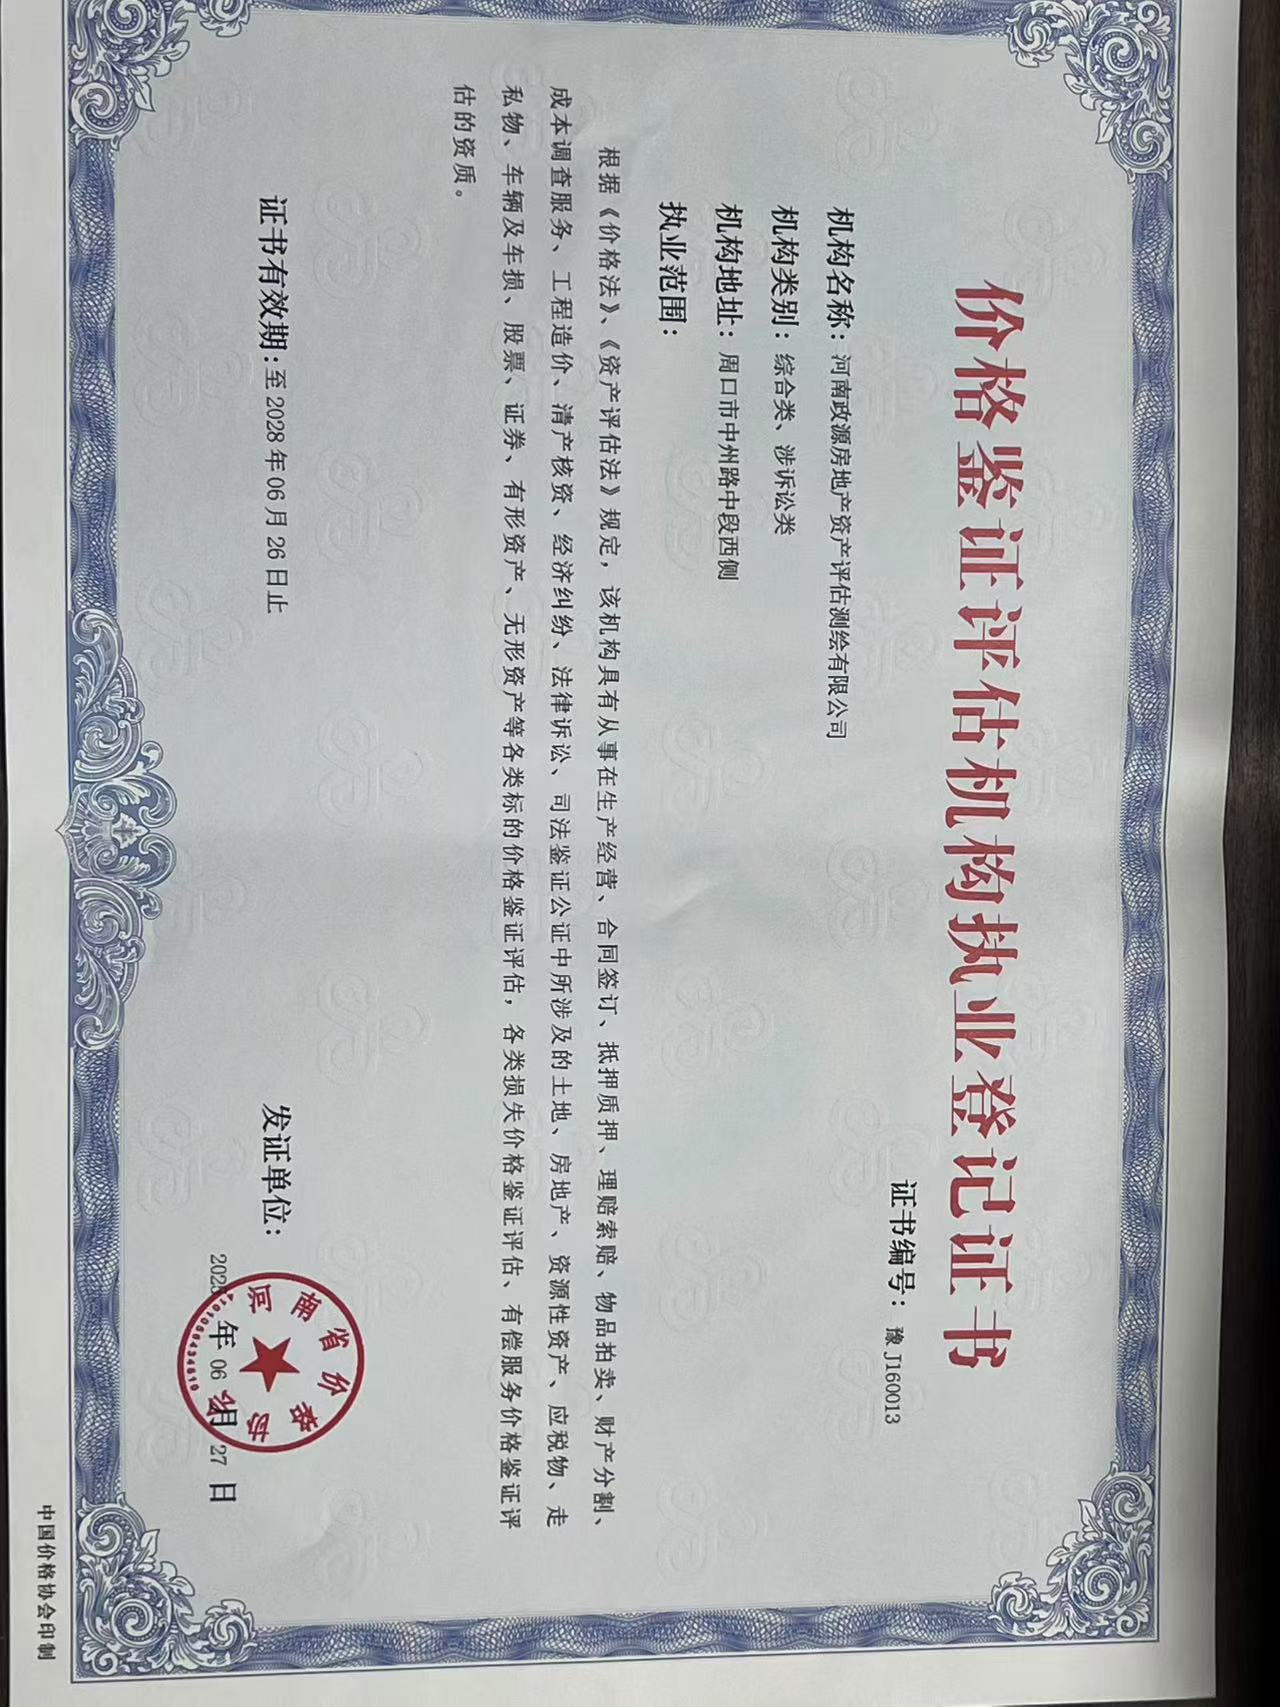 价格鉴证评估机构执业登记证书
证书编号：豫J160013
机构名称：河南政源房地产资产评估测绘有限公司
机构类别：综合类、涉诉讼类
机构地址：周口市中州路中段西侧
执业范围：
根据《价格法》、《资产评估法》规定，该机构具有从事在生产经营、合同签订、抵押质押、理赔索赔、物品拍卖、财产分割、
成本调查服务、工程造价、清产核资、经济纠纷、法律诉讼、司法鉴证公证中所涉及的土地、房地产、资源性资产、应税物、走
私物、车辆及车损、股票、证券、有形资产、无形资产等各类标的价格鉴证评估，各类损失价格鉴证评估、有偿服务价格鉴证评
估的资质。
证书有效期：至2028年06月26日止
发证单位：
河南省价格协会
2025年06月27日
中国价格协会印制